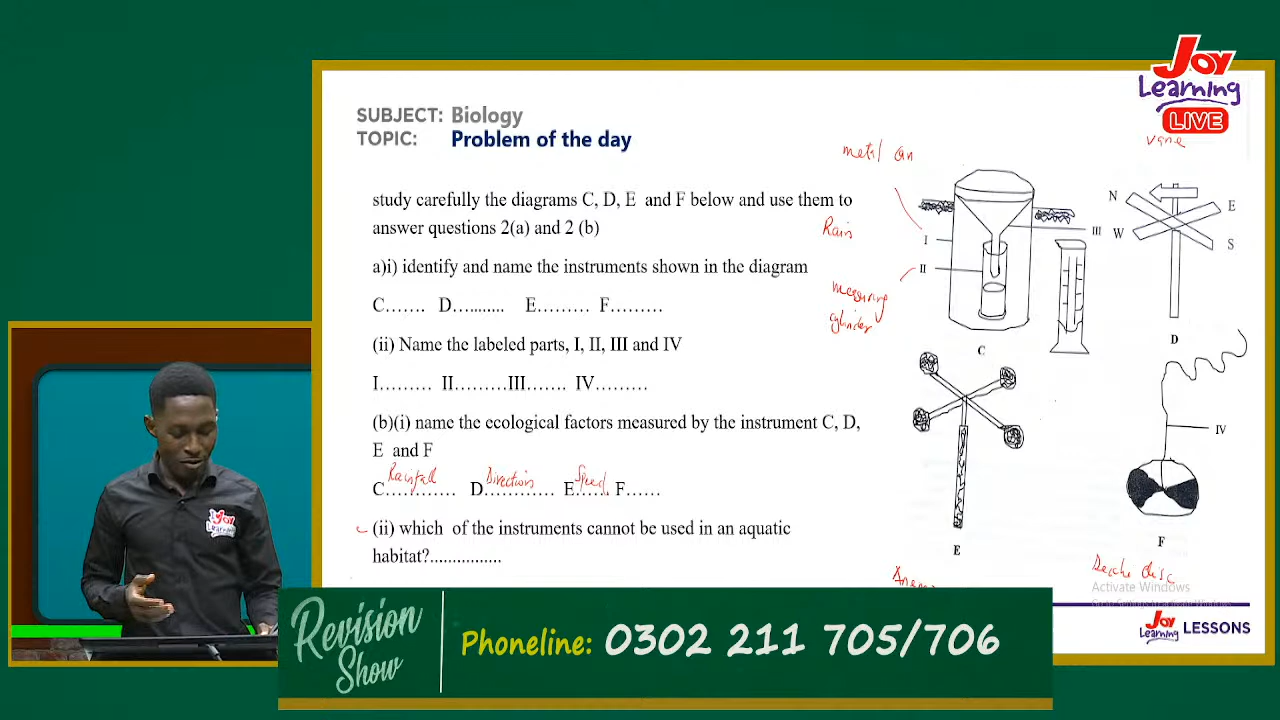 Joy
Learning
LIVE
SUBJECT: Biology
TOPIC: Problem of the day
vane
metal can
study carefully the diagrams C, D, E and F below and use them to
answer questions 2(a) and 2 (b)
Rain
a)i) identify and name the instruments shown in the diagram
C……. D…........ E……… F………
measuring
cylinder
(ii) Name the labeled parts, I, II, III and IV
I……… II………III……. IV………
(b)(i) name the ecological factors measured by the instrument C, D,
E and F
Rainfall Direction Speed
C………… D………… E……. F……
(ii) which of the instruments cannot be used in an aquatic
habitat?................
I
II
III
C
N
E
W
S
D
E
IV
F
disc
Activate Windows
Joy
Learning LESSONS
Revision
Show
Phoneline: 0302 211 705/706
Joy
Learning